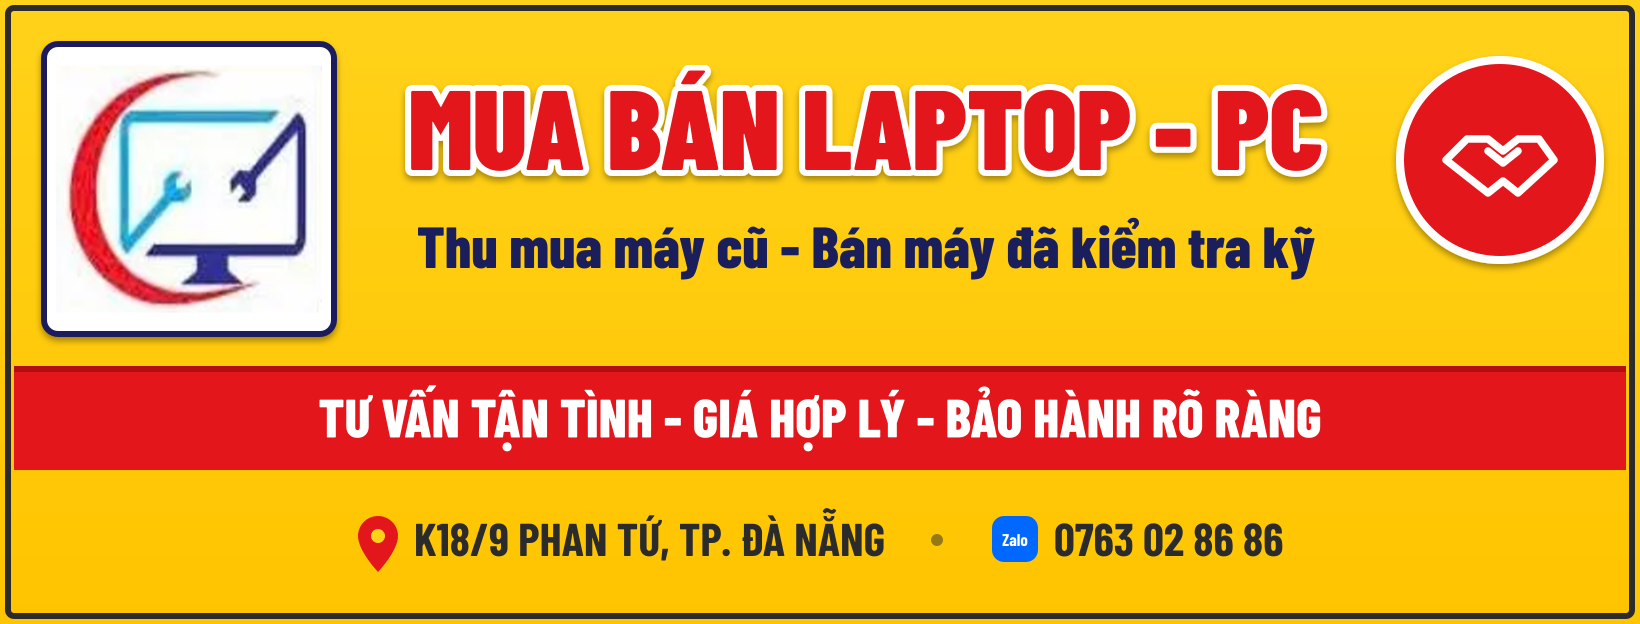 MUA BÁN LAPTOP - PC
Thu mua máy cũ - Bán máy đã kiểm tra kỹ
TƯ VẤN TẬN TÌNH - GIÁ HỢP LÝ - BẢO HÀNH RÕ RÀNG
K18/9 PHAN TỨ, TP. ĐÀ NẴNG • Zalo 0763 02 86 86